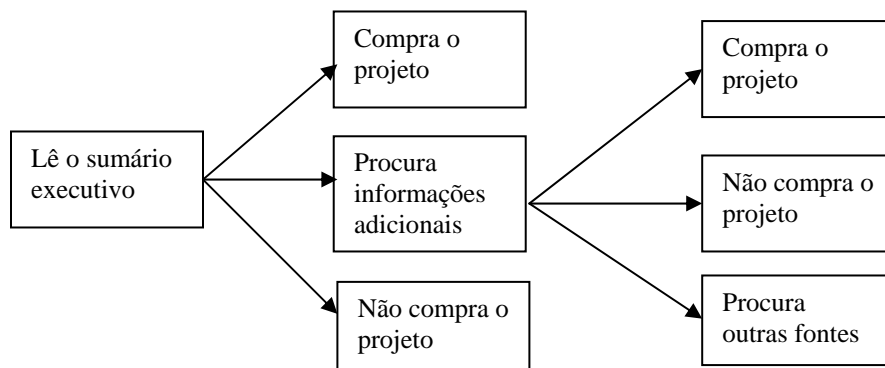 Lê o sumário
executivo
Compra o
projeto
Procura
informações
adicionais
Não compra o
projeto
Compra o
projeto
Não compra o
projeto
Procura
outras fontes